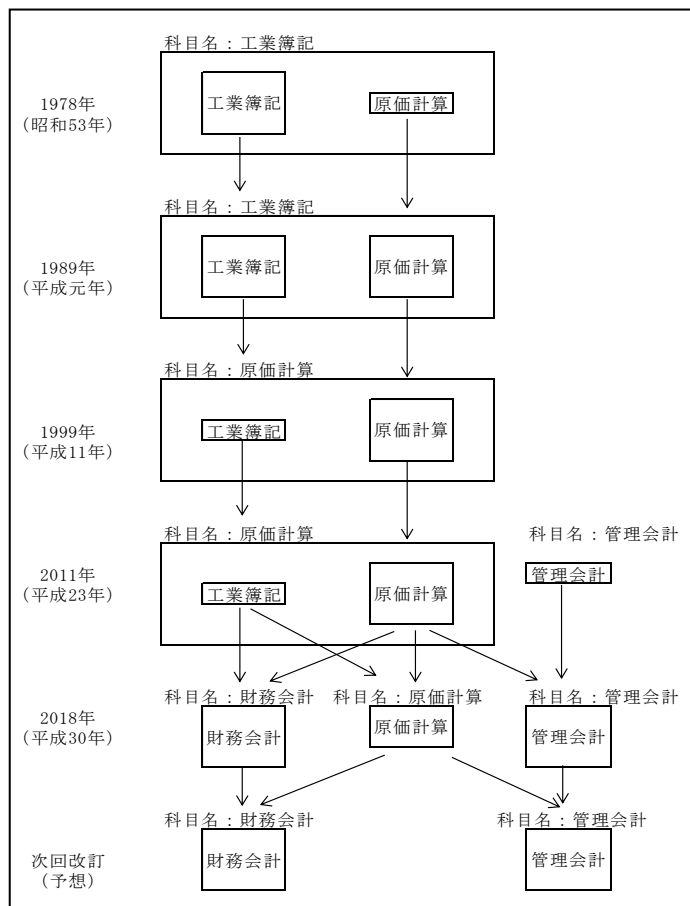 科目名：工業簿記
1978年
（昭和53年）
工業簿記
原価計算
科目名：工業簿記
1989年
（平成元年）
工業簿記
原価計算
科目名：原価計算
1999年
（平成11年）
工業簿記
原価計算
科目名：原価計算
科目名：管理会計
2011年
（平成23年）
工業簿記
原価計算
管理会計
科目名：財務会計
科目名：原価計算
科目名：管理会計
2018年
（平成30年）
財務会計
原価計算
管理会計
科目名：財務会計
科目名：管理会計
次回改訂
（予想）
財務会計
管理会計